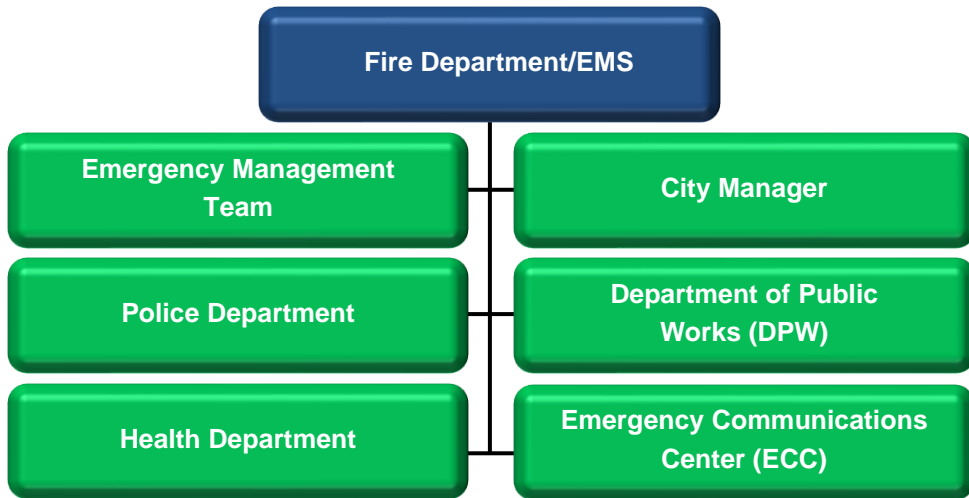 Fire Department/EMS
Emergency Management
Team
City Manager
Police Department
Department of Public
Works (DPW)
Health Department
Emergency Communications
Center (ECC)